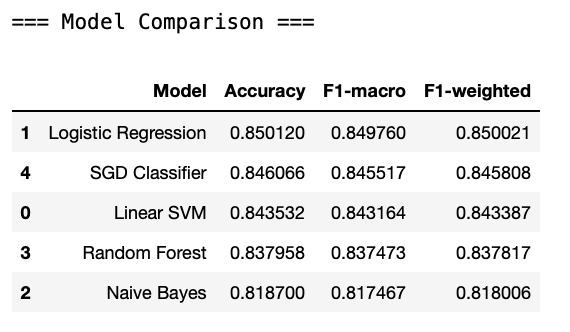 === Model Comparison ===
Model Accuracy F1-macro F1-weighted
1 Logistic Regression 0.850120 0.849760 0.850021
4 SGD Classifier 0.846066 0.845517 0.845808
0 Linear SVM 0.843532 0.843164 0.843387
3 Random Forest 0.837958 0.837473 0.837817
2 Naive Bayes 0.818700 0.817467 0.818006